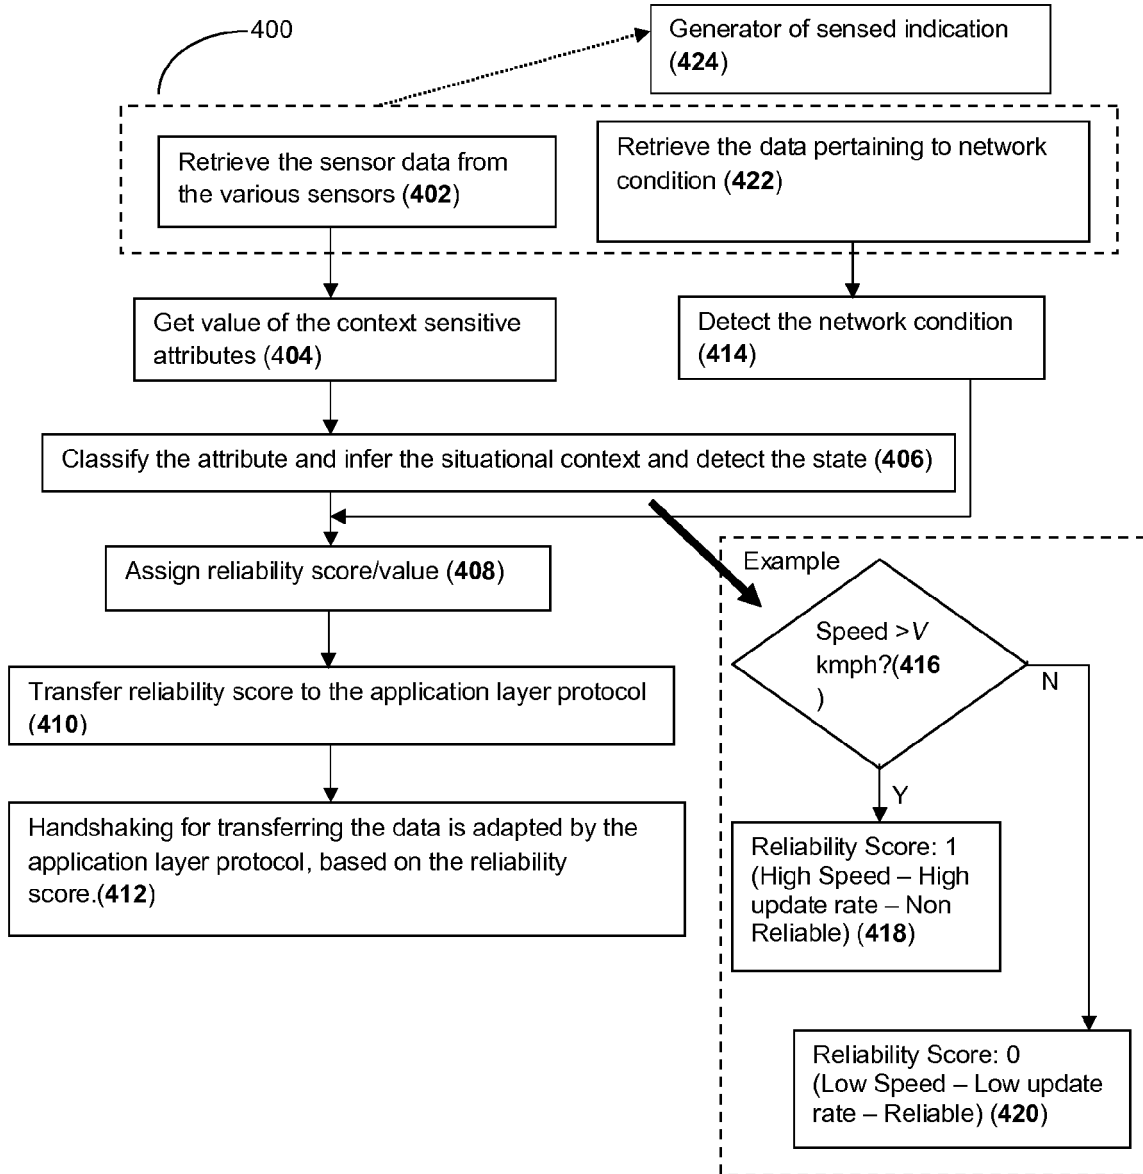 400
Generator of sensed indication
(424)
Retrieve the sensor data from
the various sensors (402)
Retrieve the data pertaining to network
condition (422)
Get value of the context sensitive
attributes (404)
Detect the network condition
(414)
Classify the attribute and infer the situational context and detect the state (406)
Assign reliability score/value (408)
Transfer reliability score to the application layer protocol
(410)
Handshaking for transferring the data is adapted by the
application layer protocol, based on the reliability
score.(412)
Example
Speed >V
kmph?(416
)
N
Y
Reliability Score: 1
(High Speed – High
update rate – Non
Reliable) (418)
Reliability Score: 0
(Low Speed – Low update
rate – Reliable) (420)